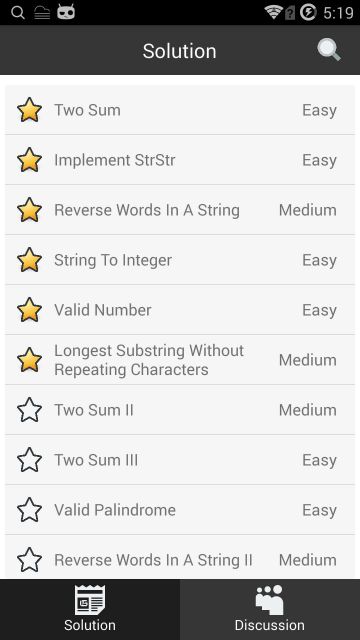 5:19
Solution
Two Sum Easy
Implement StrStr Easy
Reverse Words In A String Medium
String To Integer Easy
Valid Number Easy
Longest Substring Without
Repeating Characters Medium
Two Sum II Medium
Two Sum III Easy
Valid Palindrome Easy
Reverse Words In A String II Medium
Solution Discussion